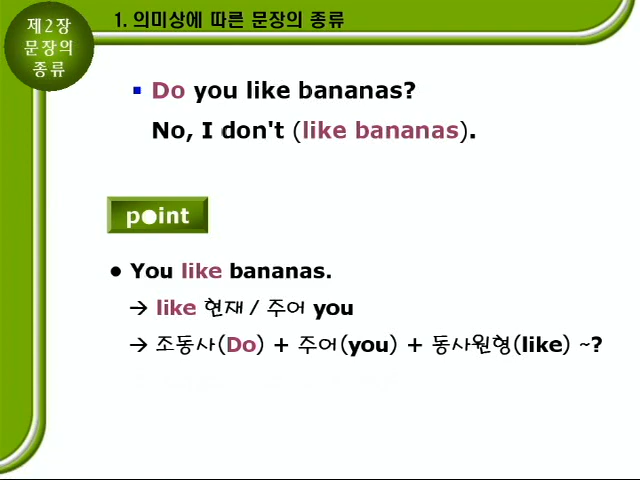 제2장
문장의
종류
1. 의미상에 따른 문장의 종류
▪ Do you like bananas?
No, I don't (like bananas).
point
● You like bananas.
→ like 현재 / 주어 you
→ 조동사(Do) + 주어(you) + 동사원형(like) ~?